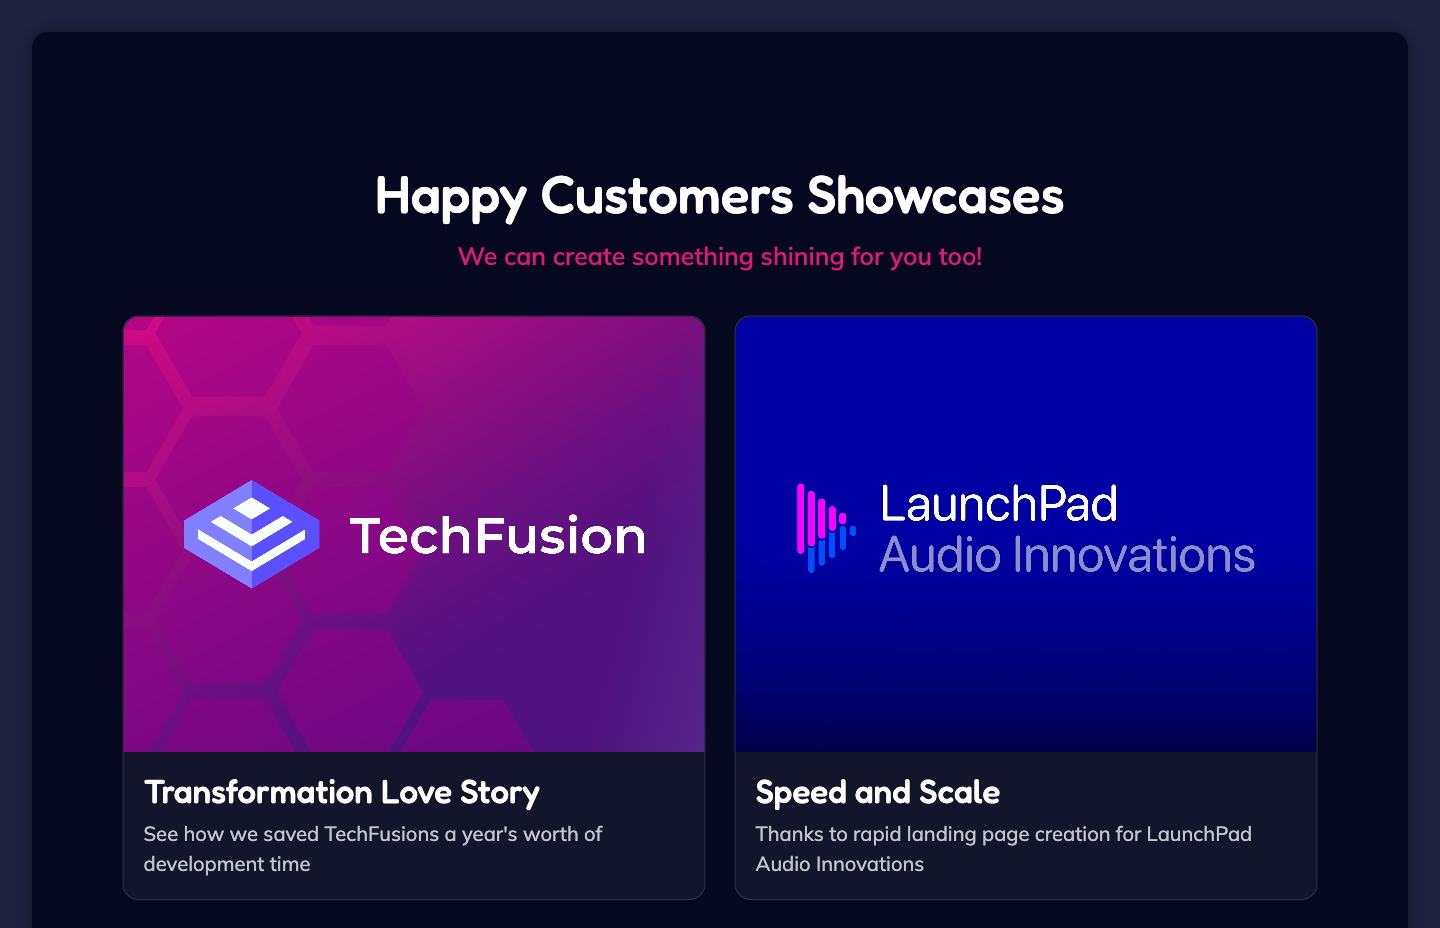 Happy Customers Showcases
We can create something shining for you too!
TechFusion
LaunchPad
Audio Innovations
Transformation Love Story
See how we saved TechFusions a year's worth of
development time
Speed and Scale
Thanks to rapid landing page creation for LaunchPad
Audio Innovations